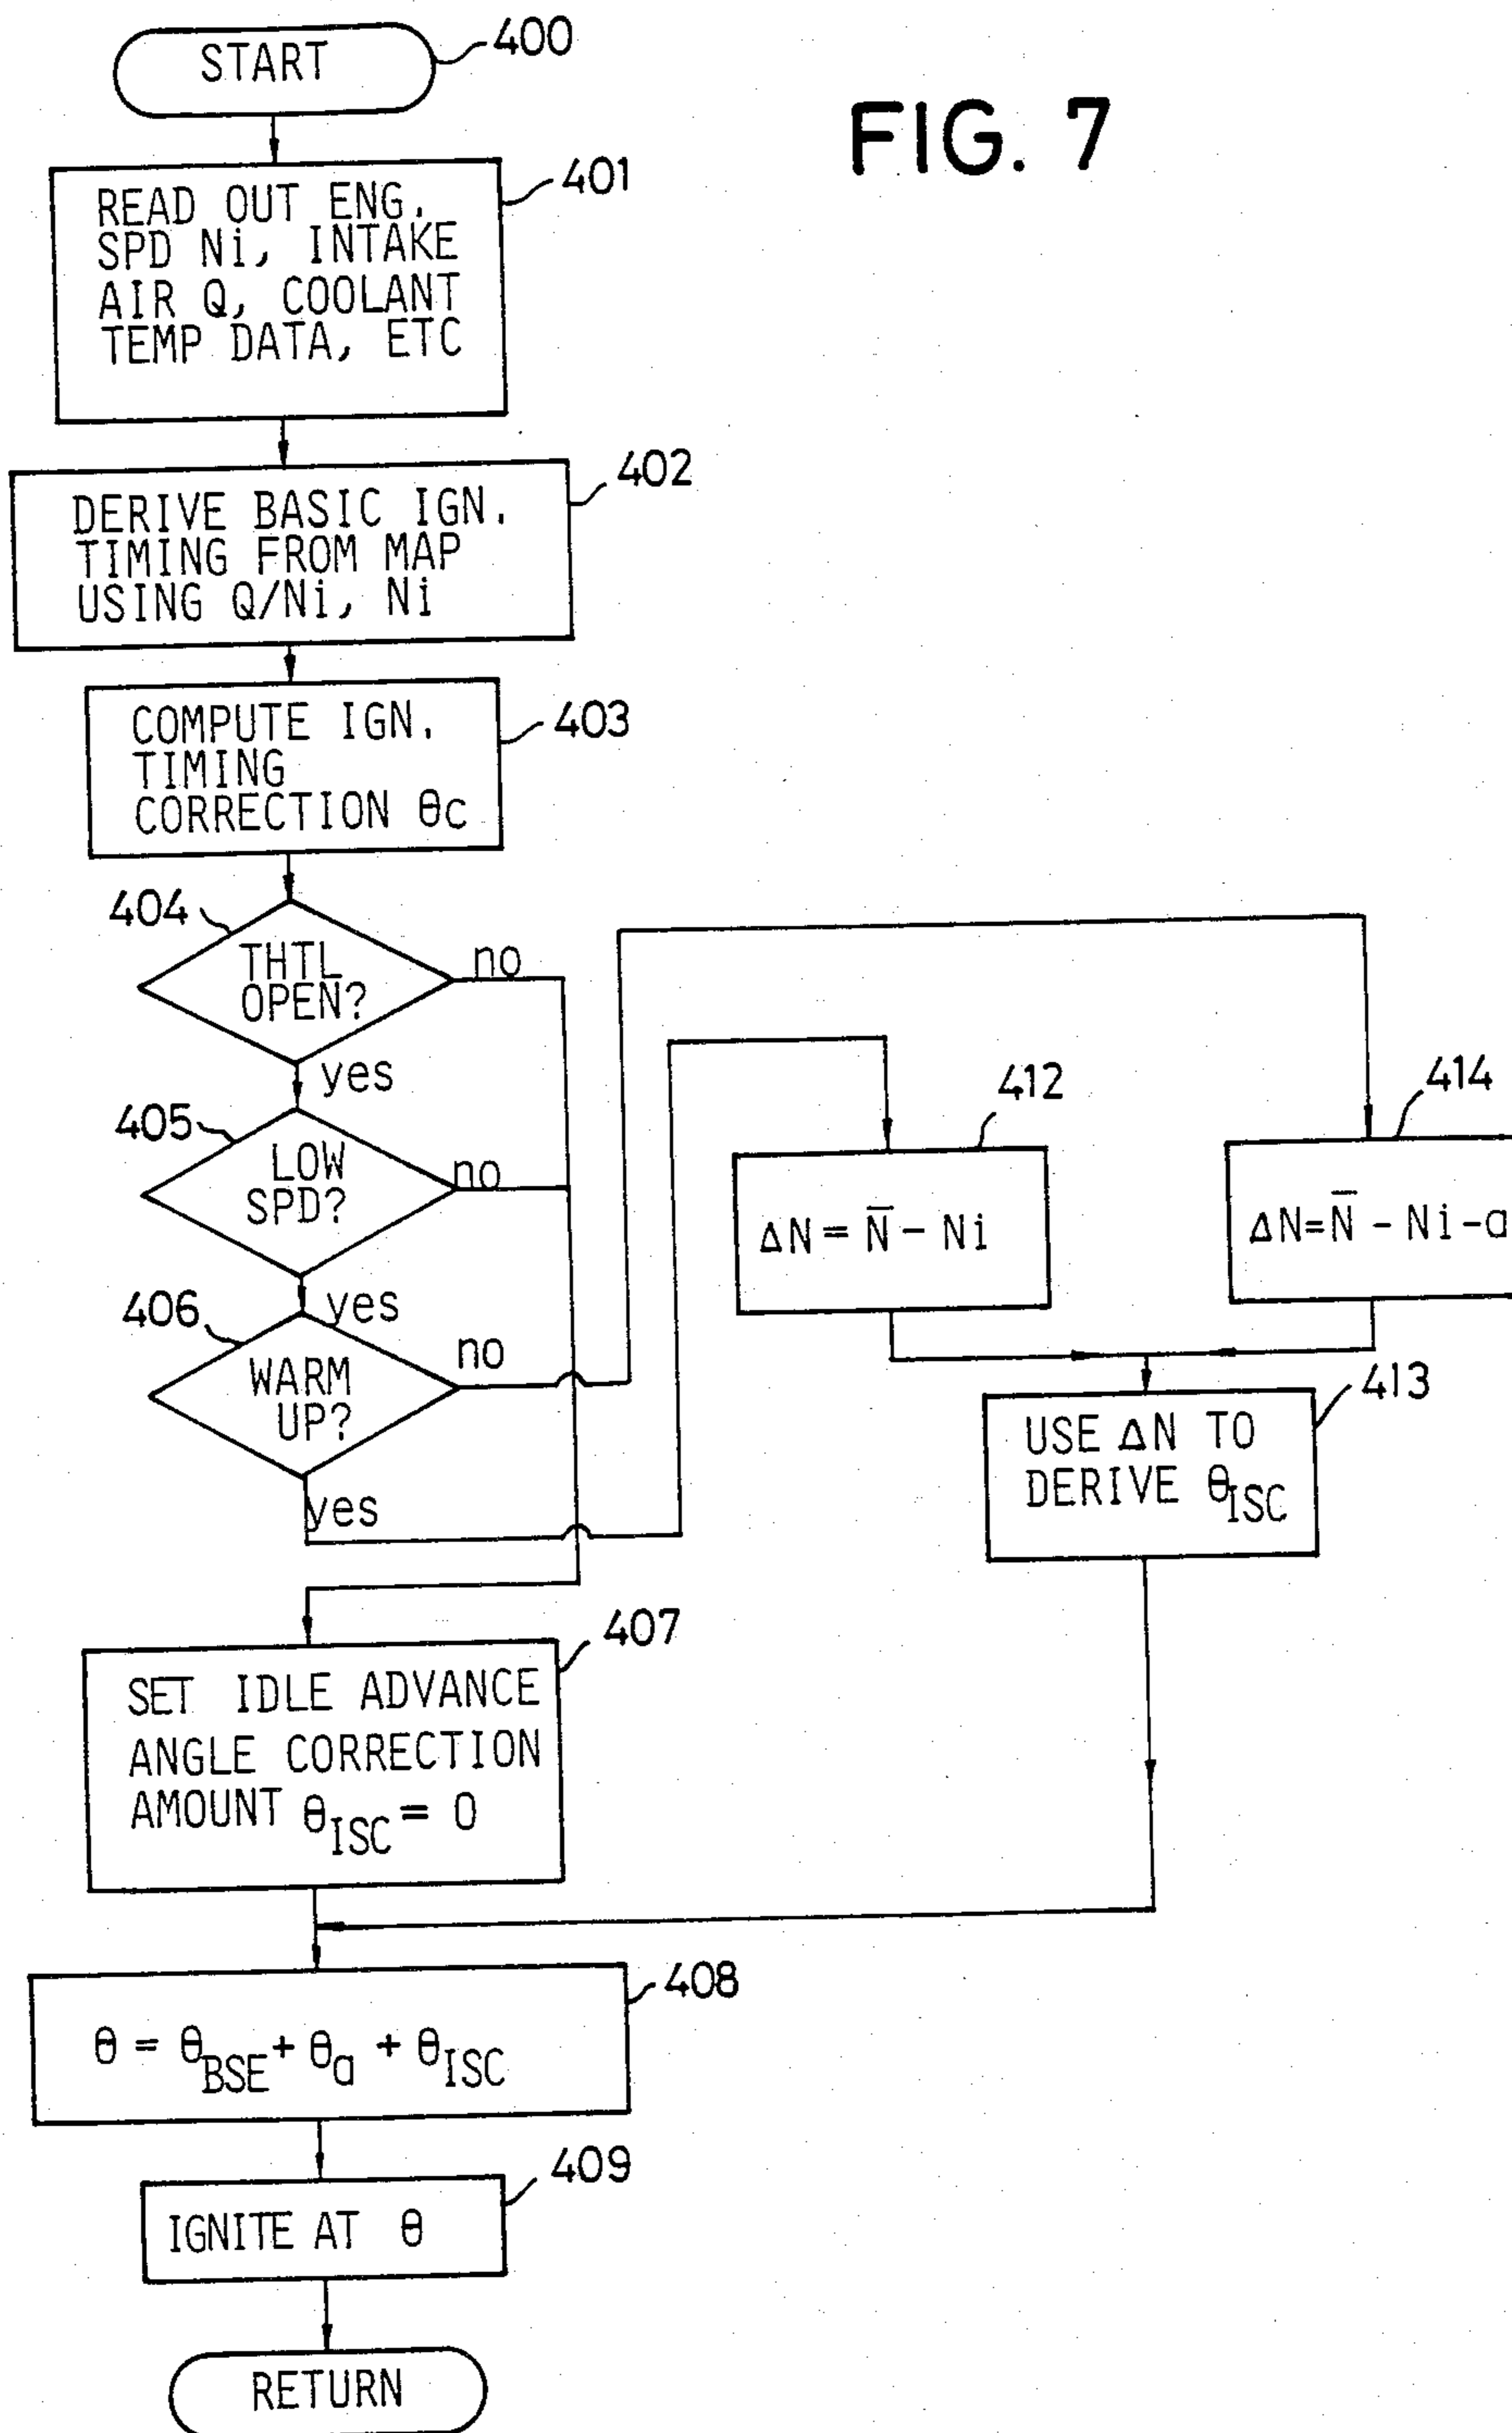 START
400
FIG. 7
401
READ OUT ENG.
SPD Ni, INTAKE
AIR Q, COOLANT
TEMP DATA, ETC
402
DERIVE BASIC IGN.
TIMING FROM MAP
USING Q/Ni, Ni
403
COMPUTE IGN.
TIMING
CORRECTION θc
404
THTL
OPEN?
no
yes
405
LOW
SPD?
no
yes
406
WARM
UP?
no
yes
412
ΔN = N̅ - Ni
414
ΔN = N̅ - Ni-a
413
USE ΔN TO
DERIVE θISC
407
SET IDLE ADVANCE
ANGLE CORRECTION
AMOUNT θISC = 0
408
θ = θBSE + θa + θISC
409
IGNITE AT θ
RETURN